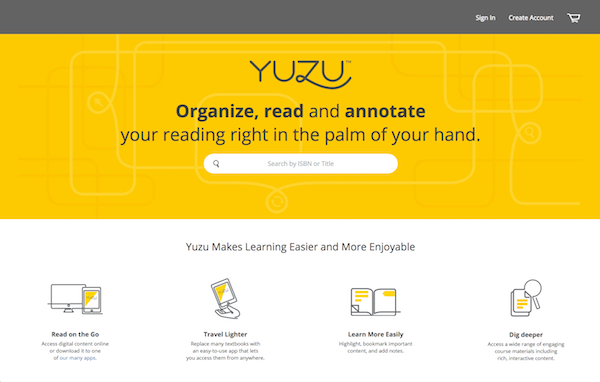 Sign In
Create Account
YUZU™
Organize, read and annotate
your reading right in the palm of your hand.
Search by ISBN or Title
Yuzu Makes Learning Easier and More Enjoyable
Read on the Go
Access digital content online
or download it to one
of our many apps.
Travel Lighter
Replace many textbooks with
an easy-to-use app that lets
you access them from anywhere.
Learn More Easily
Highlight, bookmark important
content, and add notes.
Dig deeper
Access a wide range of engaging
course materials including
rich, interactive content.